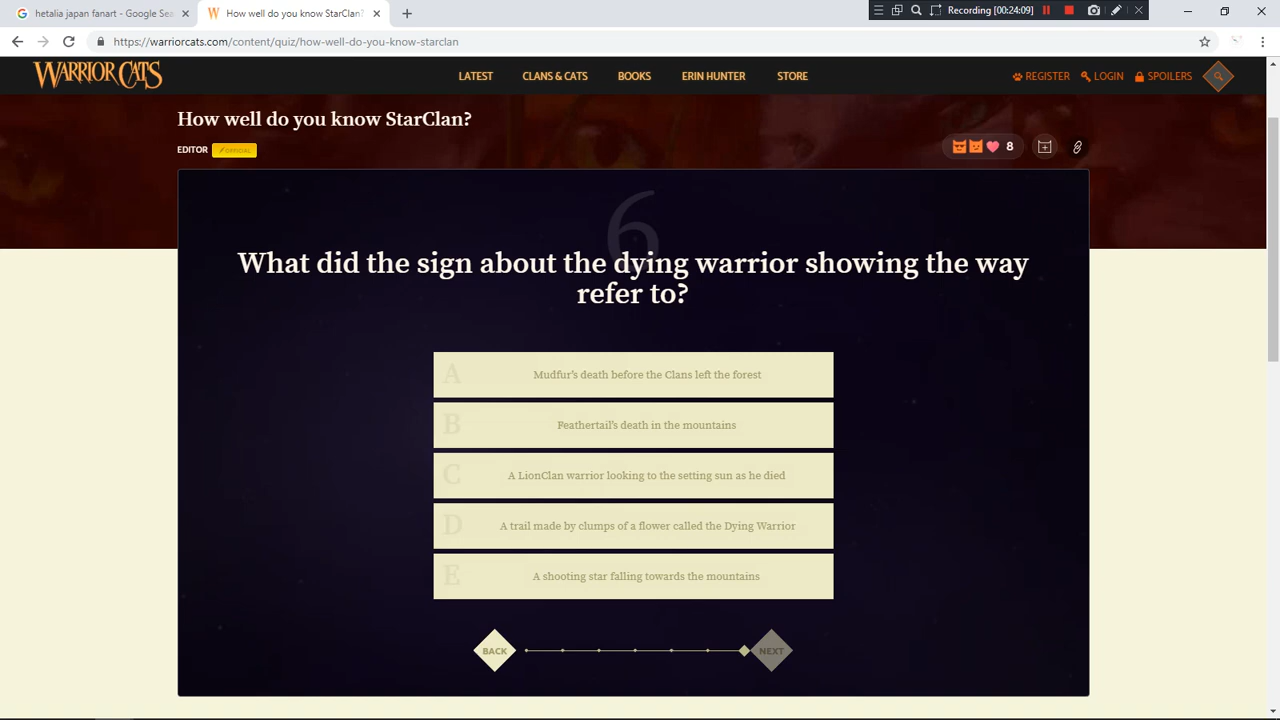 hetalia japan fanart - Google Sea
How well do you know StarClan?
Recording [00:24:09]
https://warriorcats.com/content/quiz/how-well-do-you-know-starclan
WARRIOR CATS
LATEST
CLANS & CATS
BOOKS
ERIN HUNTER
STORE
REGISTER
LOGIN
SPOILERS
How well do you know StarClan?
EDITOR
OFFICIAL
8
6
What did the sign about the dying warrior showing the way
refer to?
A Mudfur's death before the Clans left the forest
B Feathertail's death in the mountains
C A LionClan warrior looking to the setting sun as he died
D A trail made by clumps of a flower called the Dying Warrior
E A shooting star falling towards the mountains
BACK
NEXT